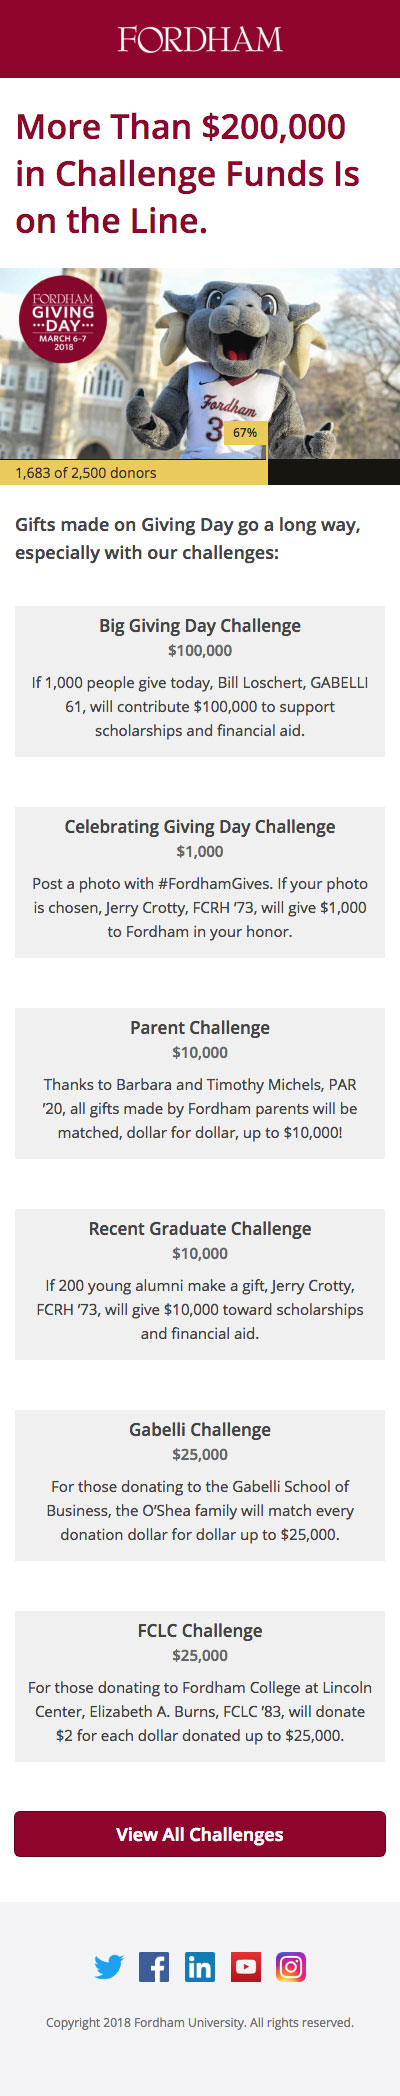 FORDHAM
More Than $200,000
in Challenge Funds Is
on the Line.
FORDHAM
GIVING
DAY
MARCH 6-7
2018
Fordham
3
67%
1,683 of 2,500 donors
Gifts made on Giving Day go a long way,
especially with our challenges:
Big Giving Day Challenge
$100,000
If 1,000 people give today, Bill Loschert, GABELLI
61, will contribute $100,000 to support
scholarships and financial aid.
Celebrating Giving Day Challenge
$1,000
Post a photo with #FordhamGives. If your photo
is chosen, Jerry Crotty, FCRH ’73, will give $1,000
to Fordham in your honor.
Parent Challenge
$10,000
Thanks to Barbara and Timothy Michels, PAR
’20, all gifts made by Fordham parents will be
matched, dollar for dollar, up to $10,000!
Recent Graduate Challenge
$10,000
If 200 young alumni make a gift, Jerry Crotty,
FCRH ’73, will give $10,000 toward scholarships
and financial aid.
Gabelli Challenge
$25,000
For those donating to the Gabelli School of
Business, the O’Shea family will match every
donation dollar for dollar up to $25,000.
FCLC Challenge
$25,000
For those donating to Fordham College at Lincoln
Center, Elizabeth A. Burns, FCLC ’83, will donate
$2 for each dollar donated up to $25,000.
View All Challenges
Copyright 2018 Fordham University. All rights reserved.